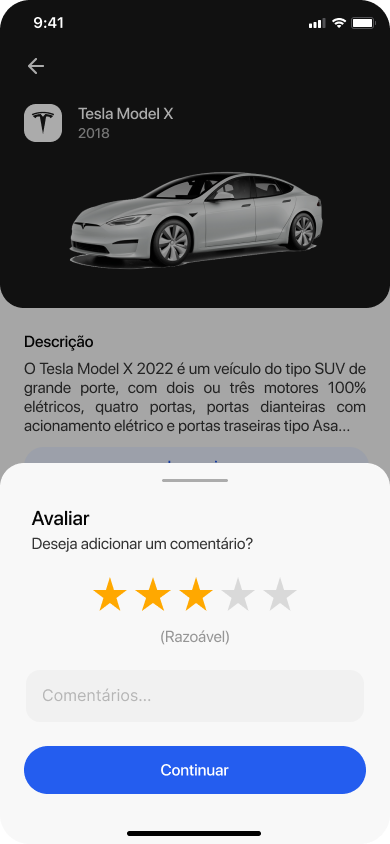 9:41
Tesla Model X
2018
Descrição
O Tesla Model X 2022 é um veículo do tipo SUV de
grande porte, com dois ou três motores 100%
elétricos, quatro portas, portas dianteiras com
acionamento elétrico e portas traseiras tipo Asa...
Avaliar
Deseja adicionar um comentário?
(Razoável)
Comentários...
Continuar